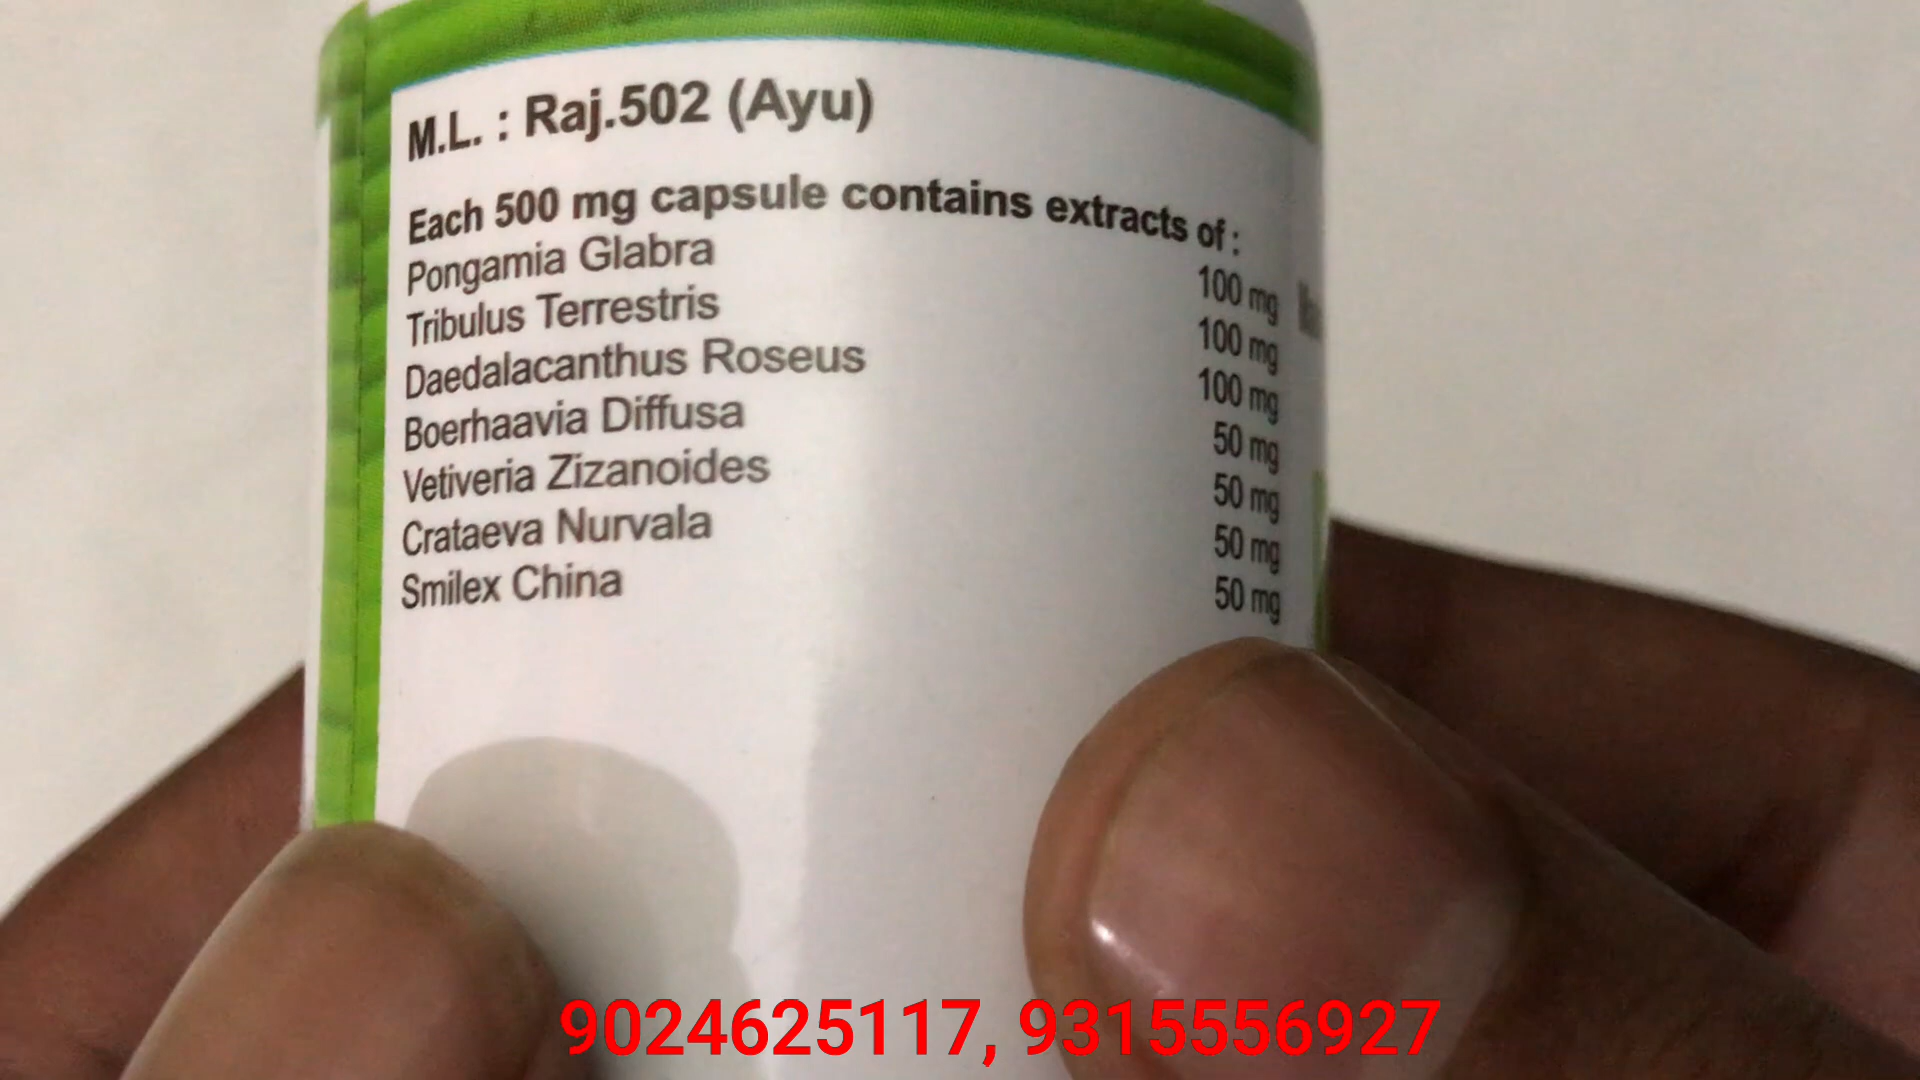 M.L. : Raj.502 (Ayu)
Each 500 mg capsule contains extracts of :
Pongamia Glabra 100 mg
Tribulus Terrestris 100 mg
Daedalacanthus Roseus 100 mg
Boerhaavia Diffusa 50 mg
Vetiveria Zizanoides 50 mg
Crataeva Nurvala 50 mg
Smilex China 50 mg
9024625117, 9315556927